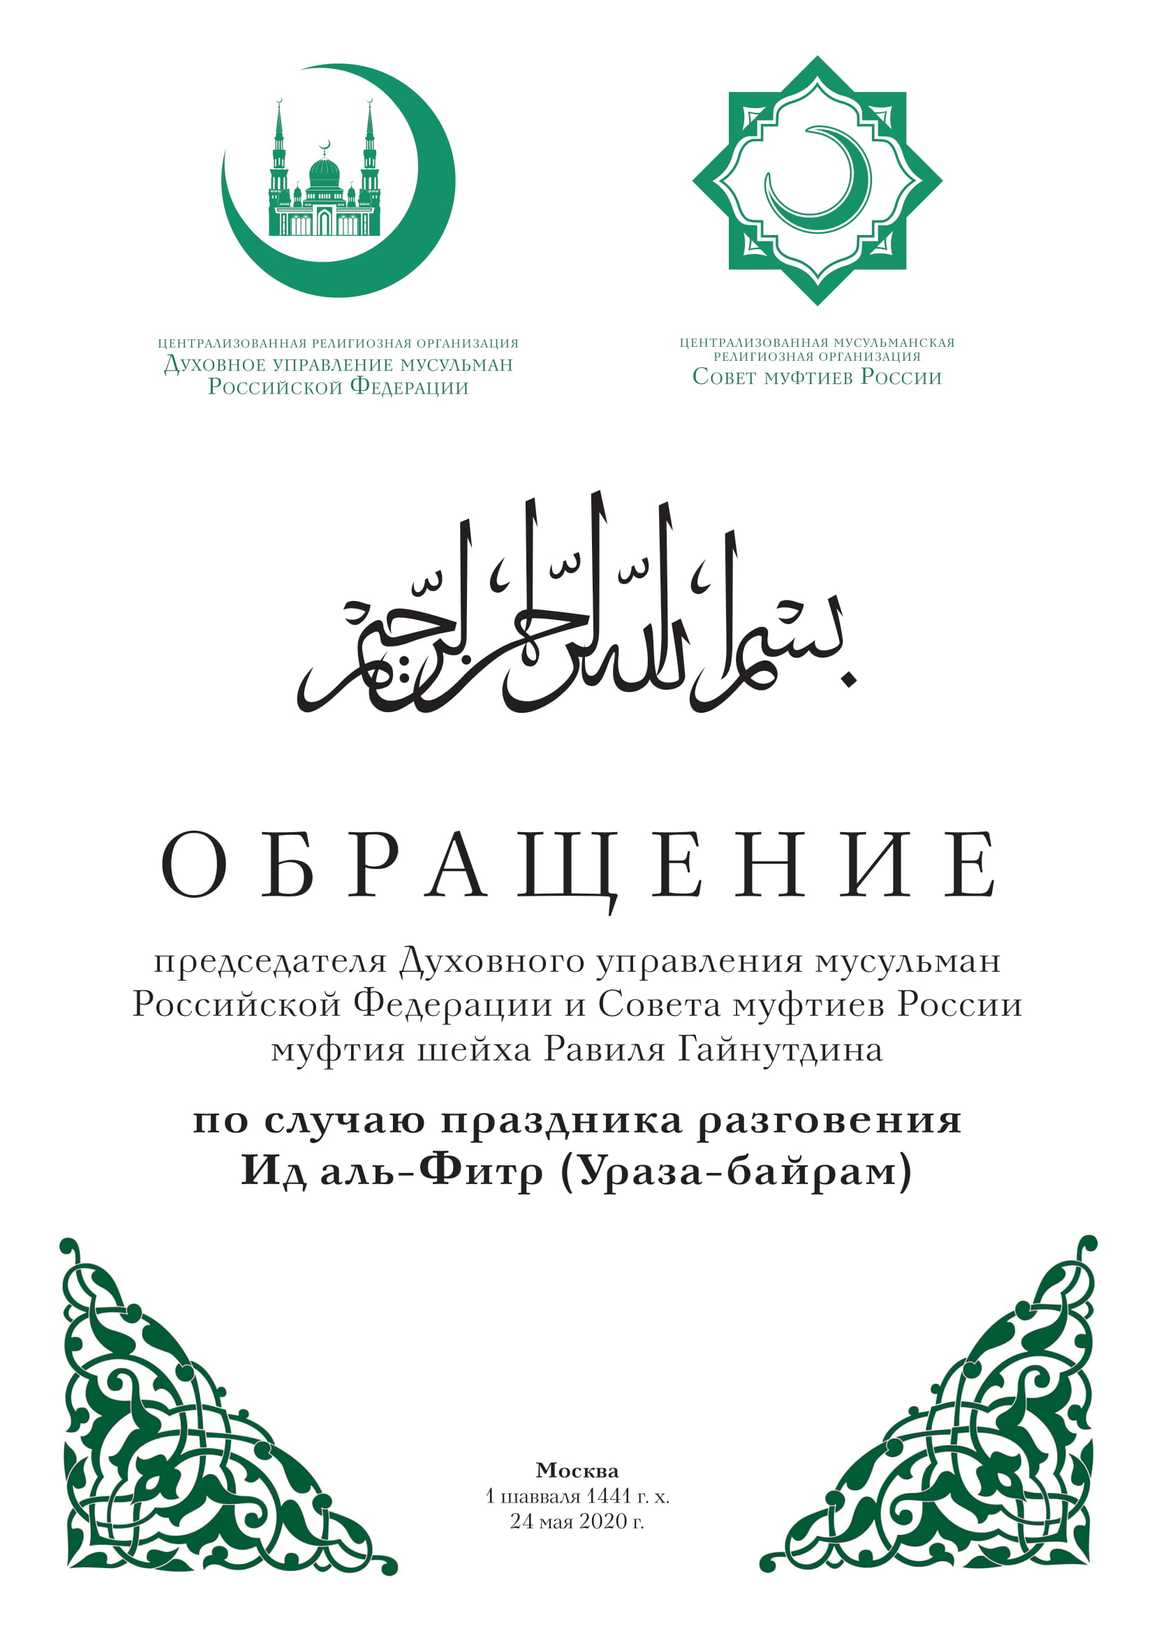 ЦЕНТРАЛИЗОВАННАЯ РЕЛИГИОЗНАЯ ОРГАНИЗАЦИЯ
Духовное управление мусульман
Российской Федерации
ЦЕНТРАЛИЗОВАННАЯ МУСУЛЬМАНСКАЯ
РЕЛИГИОЗНАЯ ОРГАНИЗАЦИЯ
Совет муфтиев России
بسم الله الرحمن الرحيم
ОБРАЩЕНИЕ
председателя Духовного управления мусульман
Российской Федерации и Совета муфтиев России
муфтия шейха Равиля Гайнутдина
по случаю праздника разговения
Ид аль-Фитр (Ураза-байрам)
Москва
1 шавваля 1441 г. х.
24 мая 2020 г.